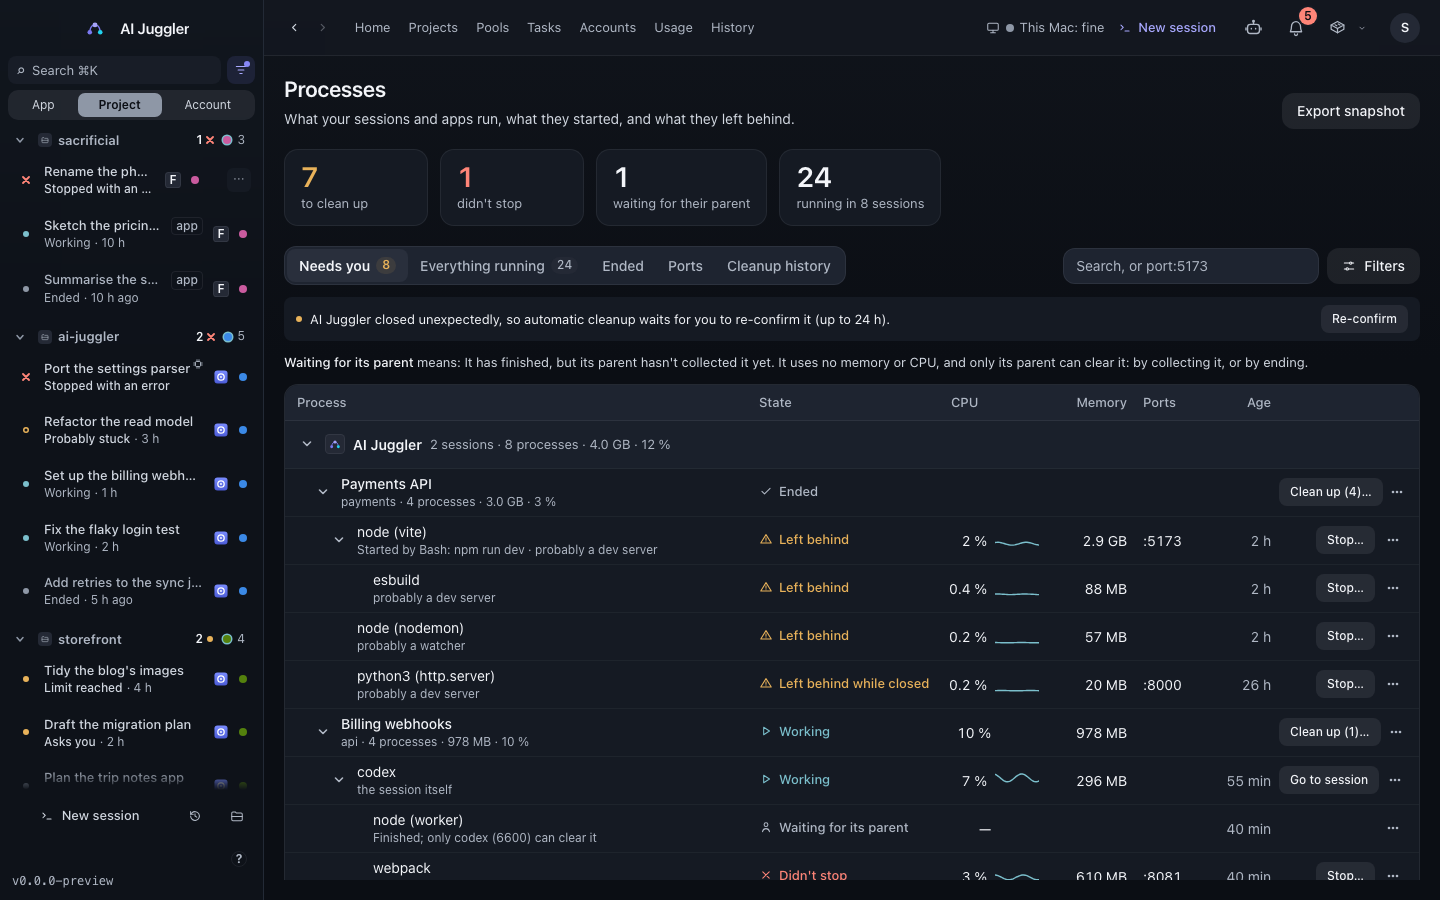 AI Juggler
Search ⌘K
App Project Account
sacrificial 1 3
Rename the ph... F
Stopped with an ...
Sketch the pricin... app F
Working · 10 h
Summarise the s... app F
Ended · 10 h ago
ai-juggler 2 5
Port the settings parser
Stopped with an error
Refactor the read model
Probably stuck · 3 h
Set up the billing webh...
Working · 1 h
Fix the flaky login test
Working · 2 h
Add retries to the sync j...
Ended · 5 h ago
storefront 2 4
Tidy the blog's images
Limit reached · 4 h
Draft the migration plan
Asks you · 2 h
Plan the trip notes app
New session
?
v0.0.0-preview
Home Projects Pools Tasks Accounts Usage History
This Mac: fine New session 5 S
Processes
What your sessions and apps run, what they started, and what they left behind.
Export snapshot
7 to clean up
1 didn't stop
1 waiting for their parent
24 running in 8 sessions
Needs you 8 Everything running 24 Ended Ports Cleanup history
Search, or port:5173 Filters
AI Juggler closed unexpectedly, so automatic cleanup waits for you to re-confirm it (up to 24 h). Re-confirm
Waiting for its parent means: It has finished, but its parent hasn't collected it yet. It uses no memory or CPU, and only its parent can clear it: by collecting it, or by ending.
Process State CPU Memory Ports Age
AI Juggler 2 sessions · 8 processes · 4.0 GB · 12 %
Payments API Ended Clean up (4)...
payments · 4 processes · 3.0 GB · 3 %
node (vite) Left behind 2 % 2.9 GB :5173 2 h Stop...
Started by Bash: npm run dev · probably a dev server
esbuild Left behind 0.4 % 88 MB 2 h Stop...
probably a dev server
node (nodemon) Left behind 0.2 % 57 MB 2 h Stop...
probably a watcher
python3 (http.server) Left behind while closed 0.2 % 20 MB :8000 26 h Stop...
probably a dev server
Billing webhooks Working 10 % 978 MB Clean up (1)...
api · 4 processes · 978 MB · 10 %
codex Working 7 % 296 MB 55 min Go to session
the session itself
node (worker) Waiting for its parent — 40 min
Finished; only codex (6600) can clear it
webpack Didn't stop 3 % 610 MB :8081 40 min Stop...